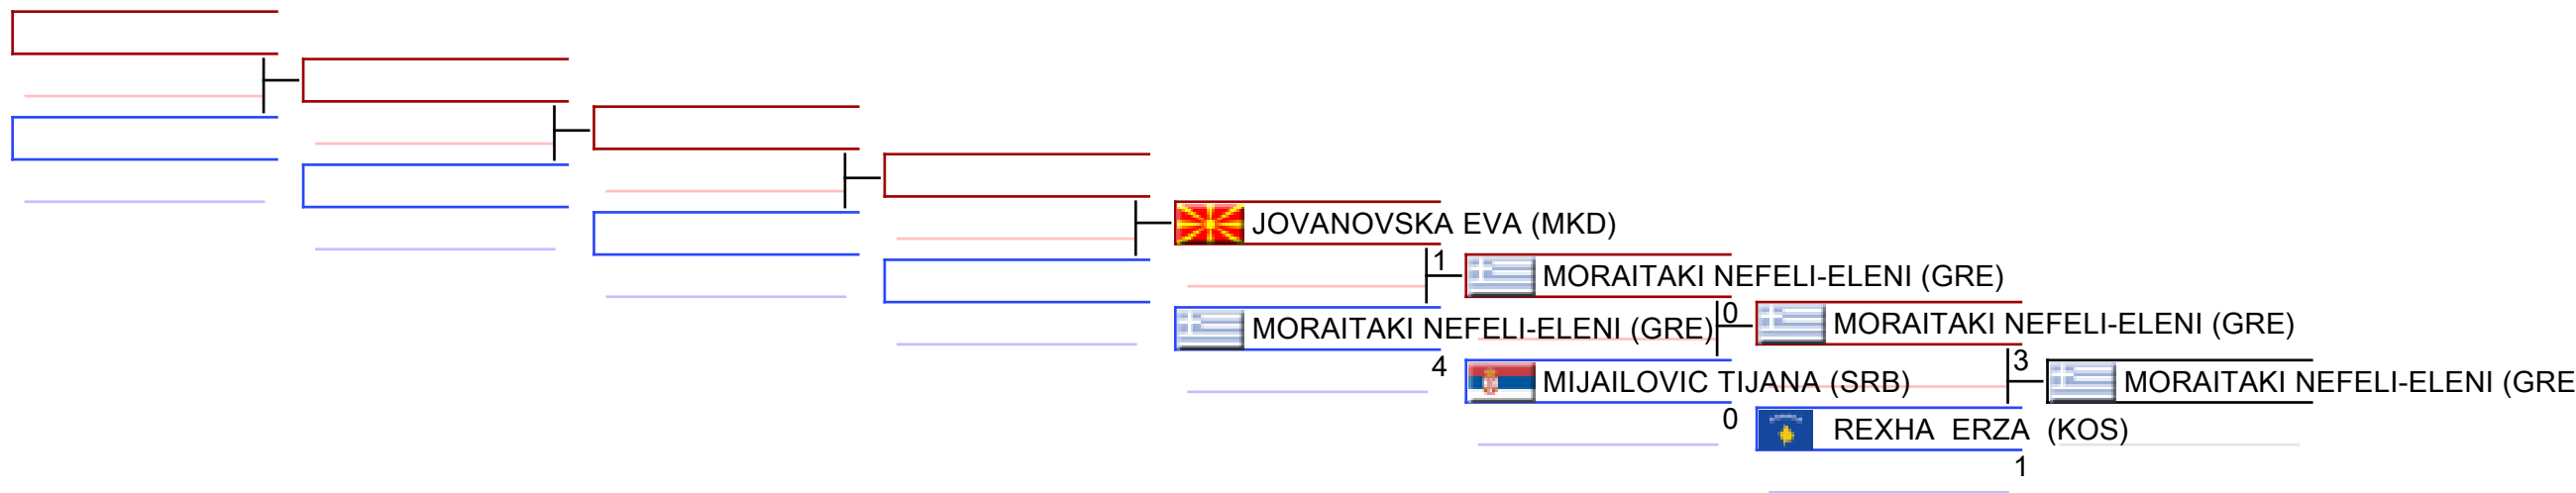 JOVANOVSKA EVA (MKD)
1
MORAITAKI NEFELI-ELENI (GRE)
MORAITAKI NEFELI-ELENI (GRE)
4
0
MORAITAKI NEFELI-ELENI (GRE)
MIJAILOVIC TIJANA (SRB)
0
3
MORAITAKI NEFELI-ELENI (GRE
REXHA ERZA (KOS)
1